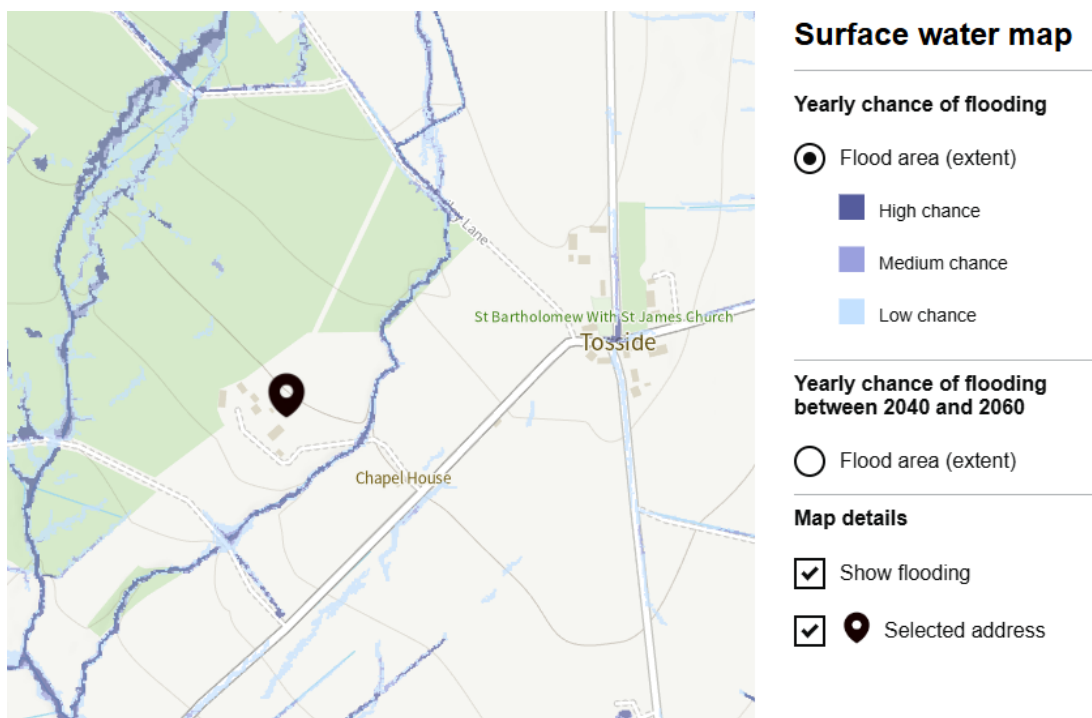 ley Lane
St Bartholomew With St James Church
Tosside
Chapel House
Surface water map
Yearly chance of flooding
Flood area (extent)
High chance
Medium chance
Low chance
Yearly chance of flooding
between 2040 and 2060
Flood area (extent)
Map details
Show flooding
Selected address